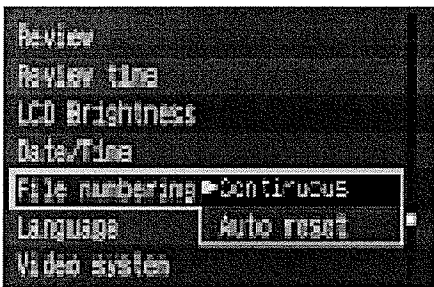 Review
Review time
LCD Brightness
Date/Time
File numbering ▶Continuous
Language Auto reset
Video system